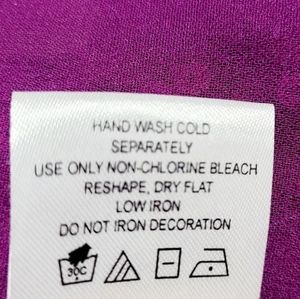 HAND WASH COLD
SEPARATELY
USE ONLY NON-CHLORINE BLEACH
RESHAPE, DRY FLAT
LOW IRON
DO NOT IRON DECORATION
30C